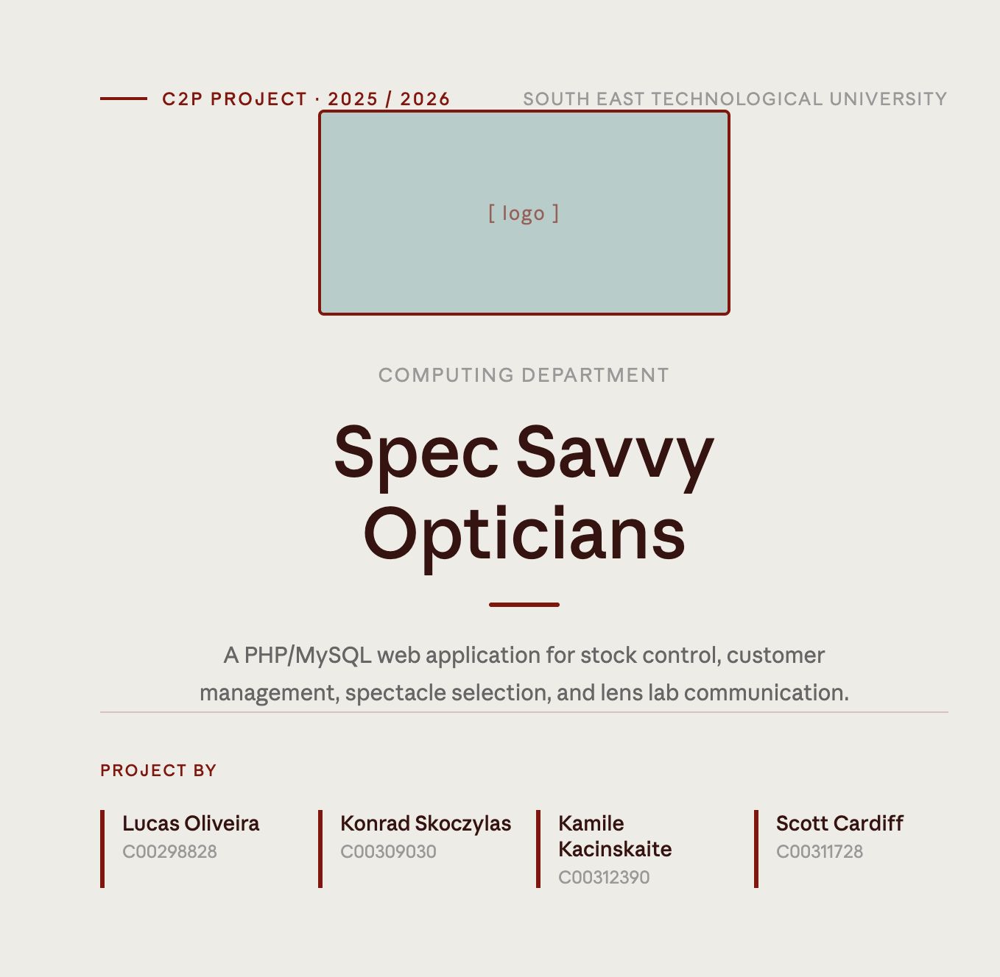 C2P PROJECT · 2025 / 2026
SOUTH EAST TECHNOLOGICAL UNIVERSITY
[ logo ]
COMPUTING DEPARTMENT
Spec Savvy
Opticians
A PHP/MySQL web application for stock control, customer
management, spectacle selection, and lens lab communication.
PROJECT BY
Lucas Oliveira
C00298828
Konrad Skoczylas
C00309030
Kamile
Kacinskaite
C00312390
Scott Cardiff
C00311728